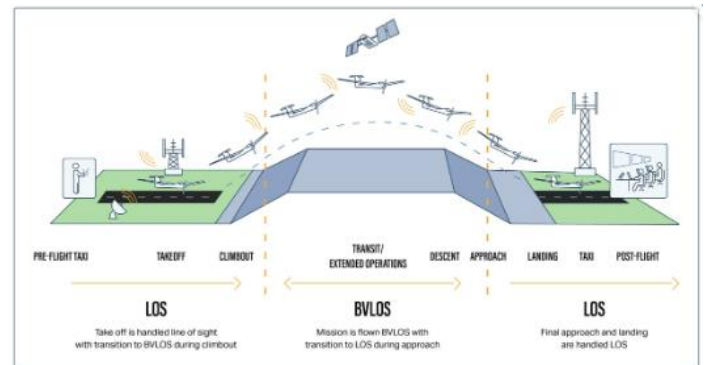 PRE-FLIGHT TAXI
TAKEOFF
CLIMBOUT
TRANSIT/
EXTENDED OPERATIONS
DESCENT
APPROACH
LANDING
TAXI
POST-FLIGHT
LOS
Take off is handled line of sight
with transition to BVLOS during climbout
BVLOS
Mission is flown BVLOS with
transition to LOS during approach
LOS
Final approach and landing
are handled LOS